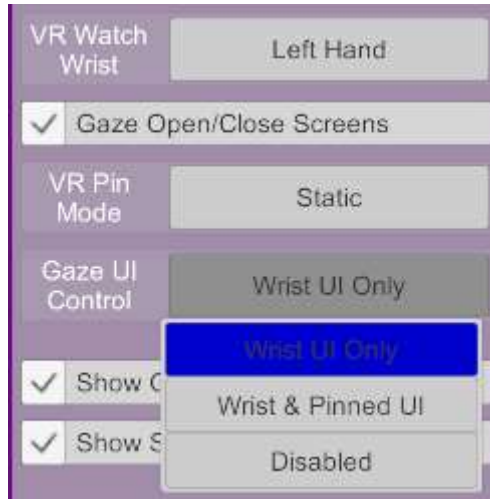 VR Watch
Wrist
Left Hand
Gaze Open/Close Screens
VR Pin
Mode
Static
Gaze UI
Control
Wrist UI Only
Wrist UI Only
Show
Wrist & Pinned UI
Show
Disabled